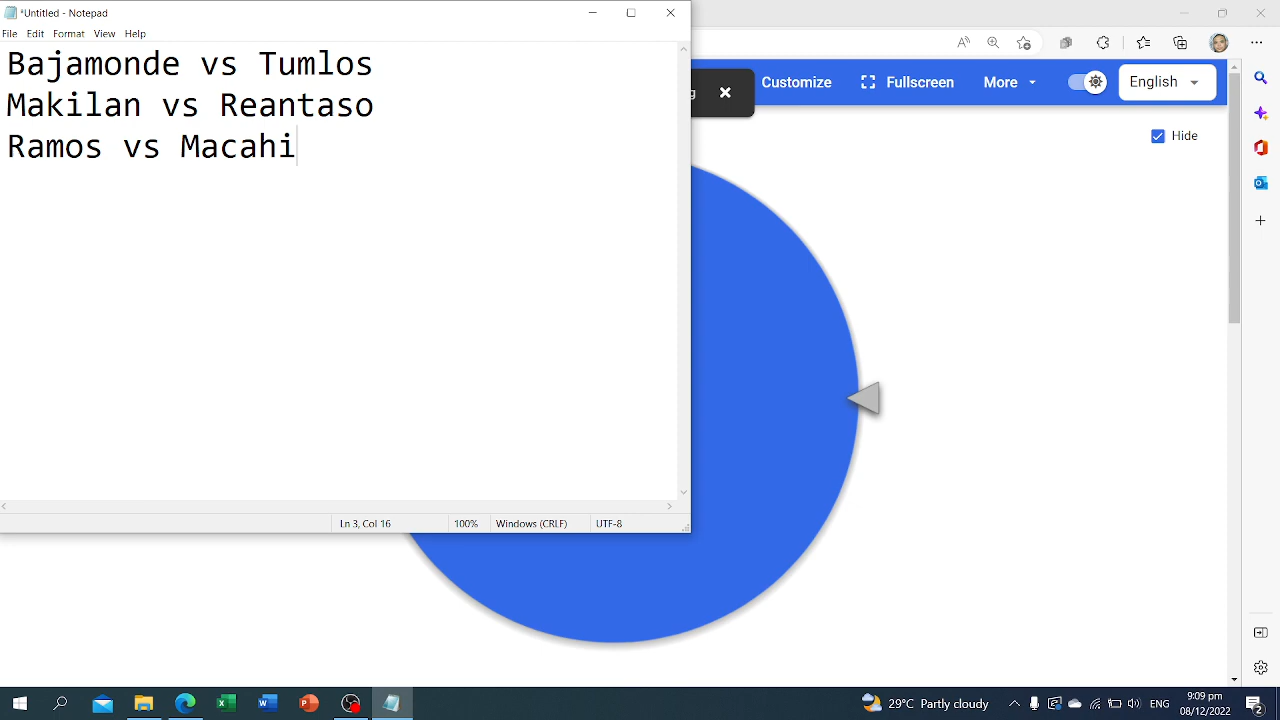 *Untitled - Notepad
File Edit Format View Help
Bajamonde vs Tumlos
Makilan vs Reantaso
Ramos vs Macahi
Ln 3, Col 16 100% Windows (CRLF) UTF-8
g Customize Fullscreen More English
Hide
29°C Partly cloudy
ENG
9:09 pm
08/12/2022
2